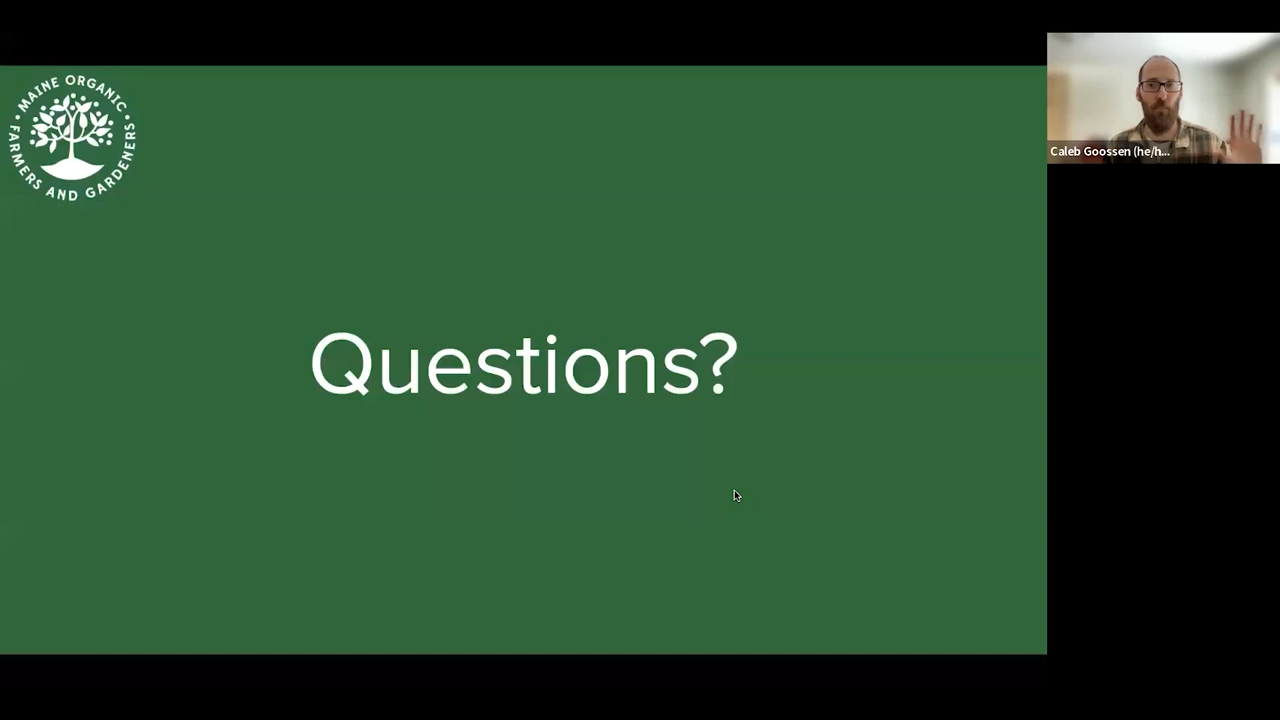 MAINE ORGANIC
• FARMERS AND GARDENERS •
Questions?
Caleb Goossen (he/h...